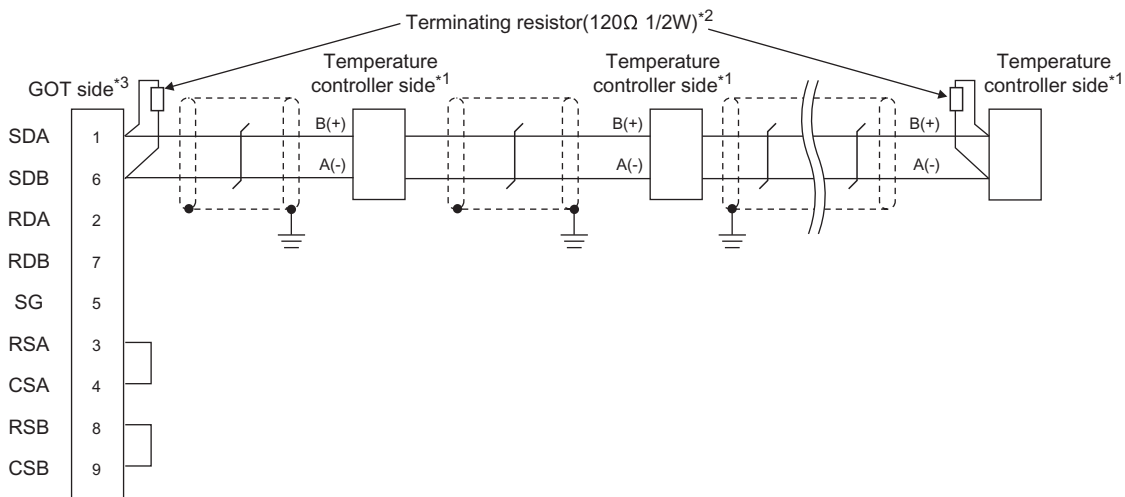 Terminating resistor(120Ω 1/2W)*2
GOT side*3
Temperature
controller side*1
Temperature
controller side*1
Temperature
controller side*1
SDA 1 B(+) B(+) B(+)
SDB 6 A(-) A(-) A(-)
RDA 2
RDB 7
SG 5
RSA 3
CSA 4
RSB 8
CSB 9